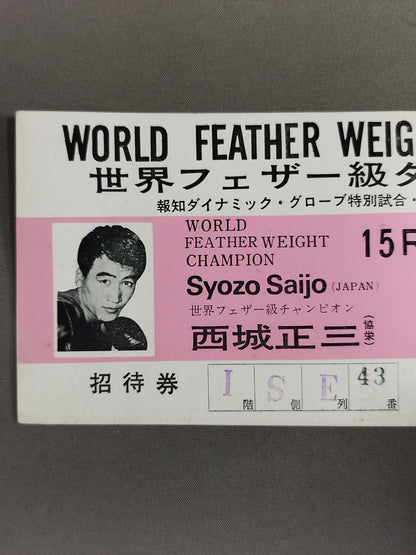 WORLD FEATHER WEIG
世界フェザー級タ
報知ダイナミック・グローブ特別試合・
WORLD
FEATHER WEIGHT
CHAMPION
15R
Syozo Saijo (JAPAN)
世界フェザー級チャンピオン
西城正三 (協栄)
招待券
I 階 S 側 E 列 43 番